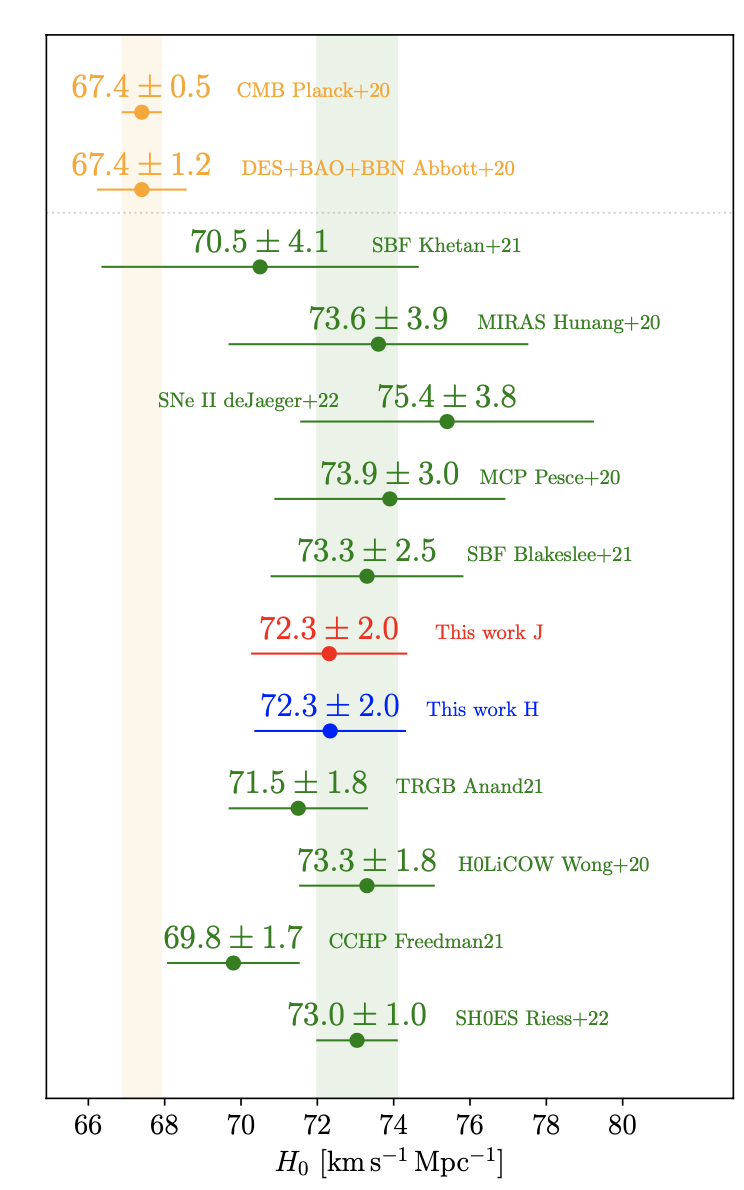 67.4 ± 0.5 CMB Planck+20
67.4 ± 1.2 DES+BAO+BBN Abbott+20
70.5 ± 4.1 SBF Khetan+21
73.6 ± 3.9 MIRAS Hunang+20
SNe II deJaeger+22 75.4 ± 3.8
73.9 ± 3.0 MCP Pesce+20
73.3 ± 2.5 SBF Blakeslee+21
72.3 ± 2.0 This work J
72.3 ± 2.0 This work H
71.5 ± 1.8 TRGB Anand21
73.3 ± 1.8 H0LiCOW Wong+20
69.8 ± 1.7 CCHP Freedman21
73.0 ± 1.0 SH0ES Riess+22
66 68 70 72 74 76 78 80
H₀ [km s⁻¹ Mpc⁻¹]